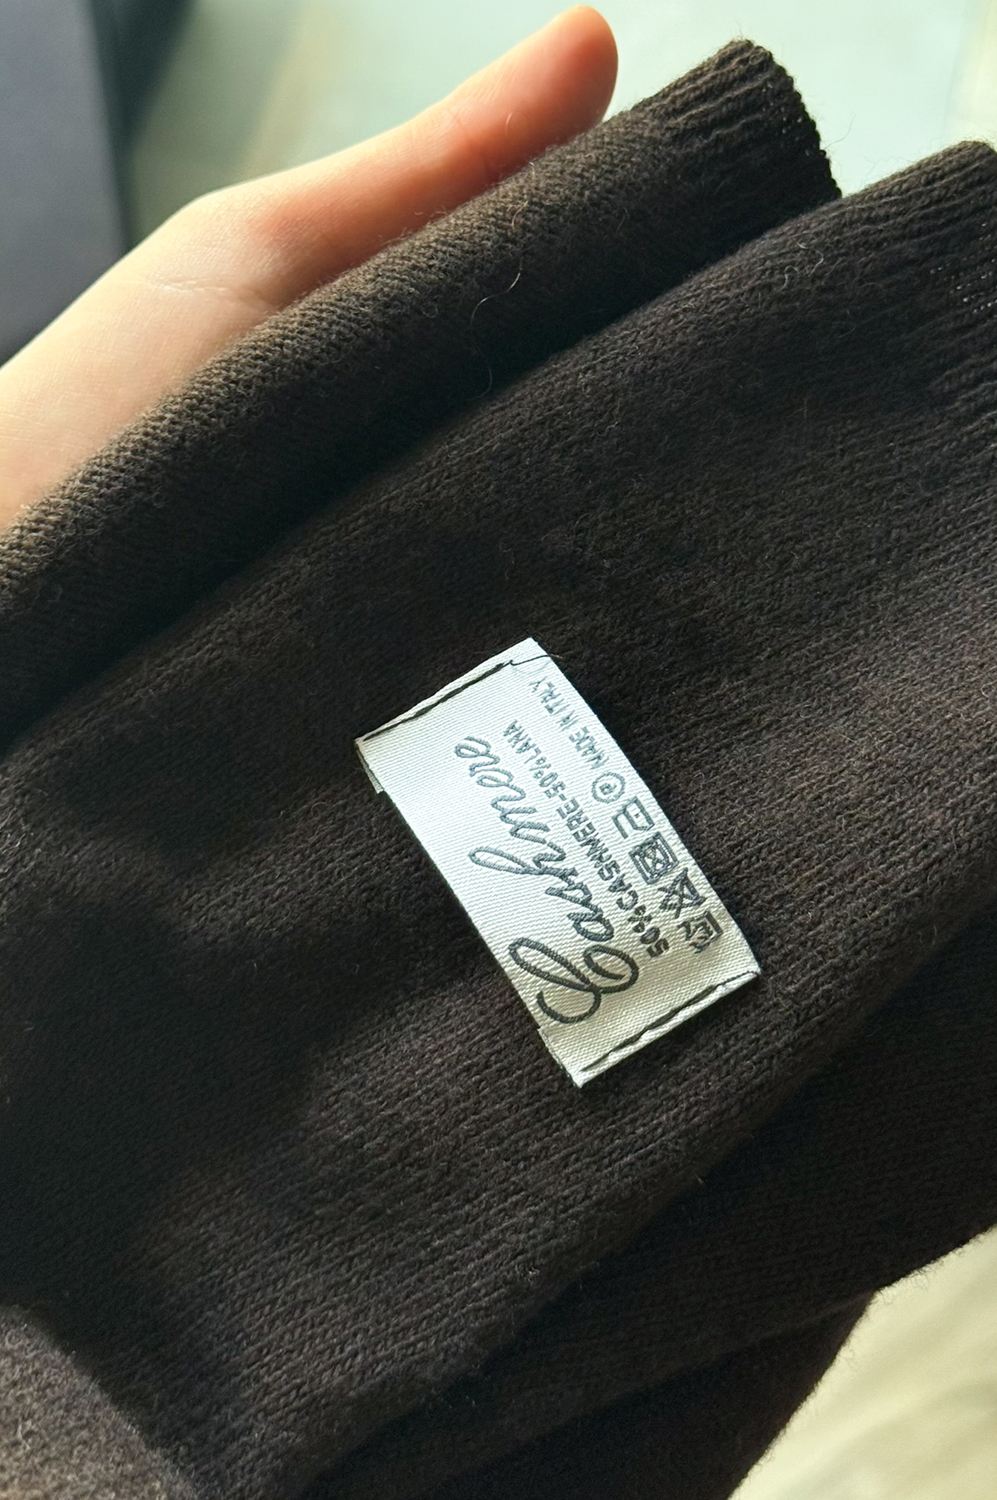 Cashmere
50% CASHMERE-50% LANA
P MADE IN ITALY